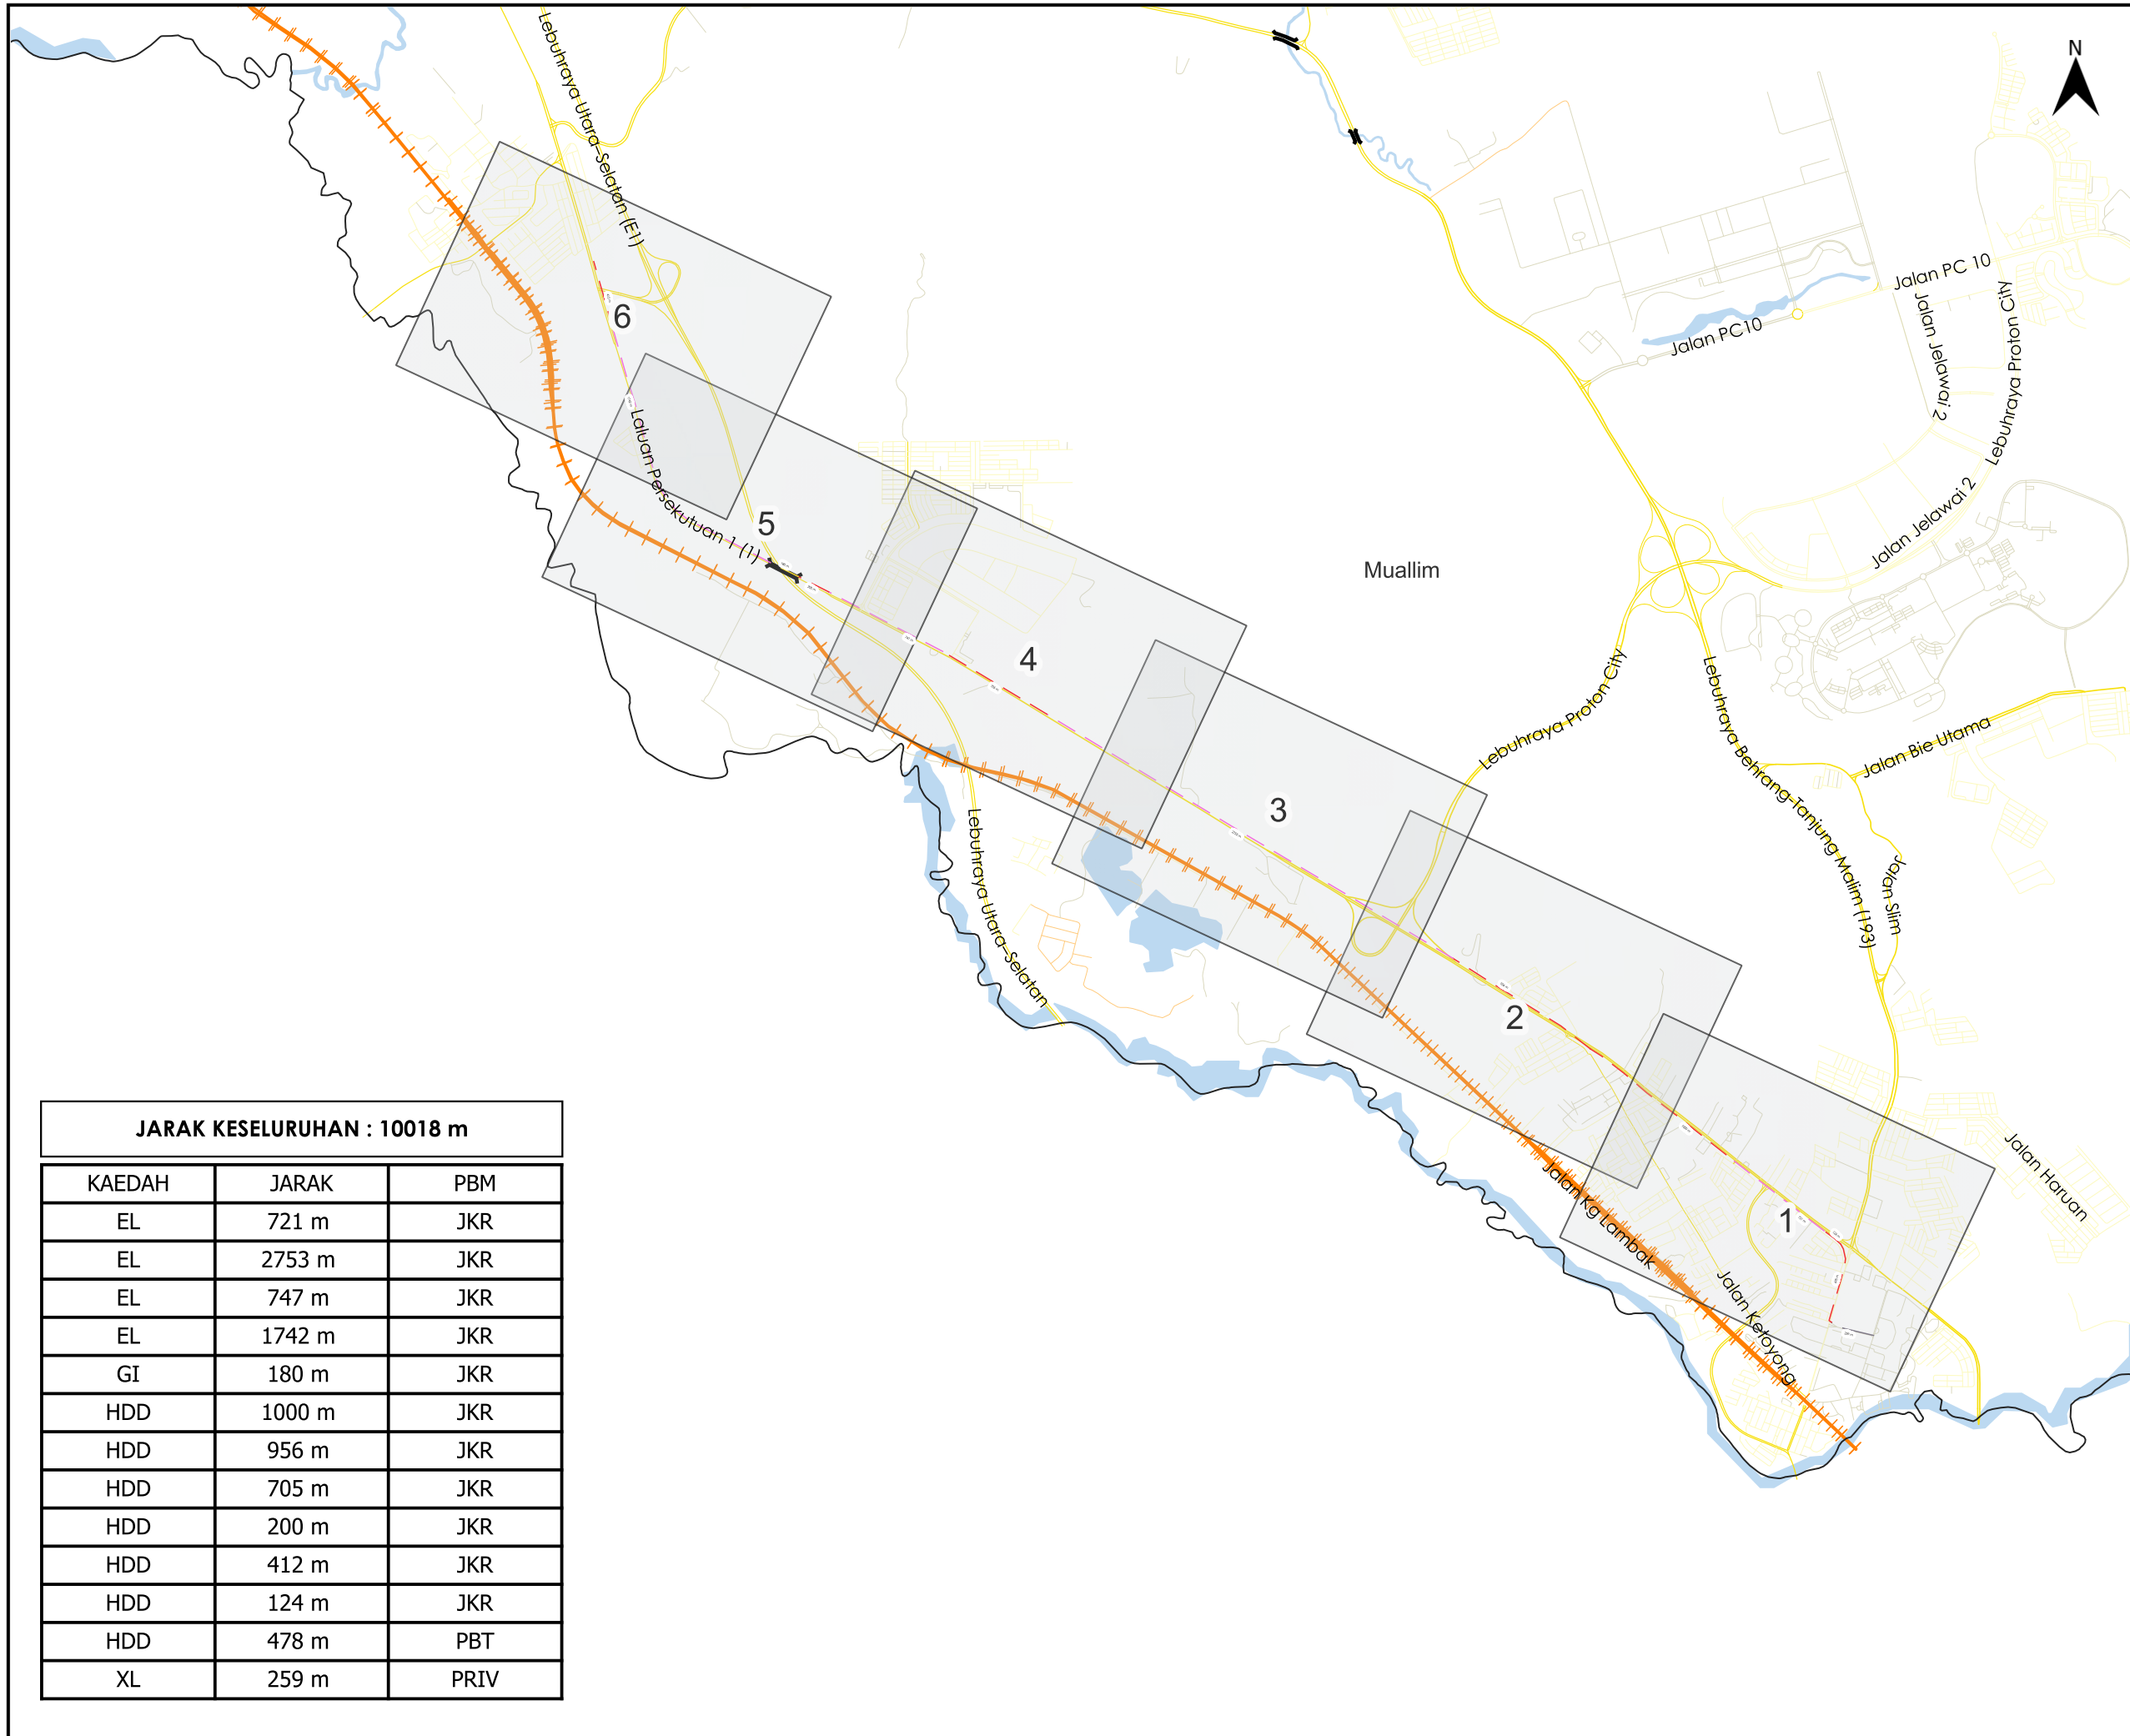 N
Lebuhraya Utara-Selatan (E1)
Jalan PC 10
Jalan PC10
Jalan Jelawai 2
Lebuhraya Proton City
6
Laluan Persekutuan 1 (1)
5
Jalan Jelawai 2
Muallim
4
Lebuhraya Proton City
Lebuhraya Behrang-Tanjung Malim (193)
Jalan Bie Utama
3
Lebuhraya Utara-Selatan
Jalan Slim
2
Jalan Haruan
Jalan Kg Lambak
1
Jalan Ketoyong
JARAK KESELURUHAN : 10018 m
KAEDAH JARAK PBM
EL 721 m JKR
EL 2753 m JKR
EL 747 m JKR
EL 1742 m JKR
GI 180 m JKR
HDD 1000 m JKR
HDD 956 m JKR
HDD 705 m JKR
HDD 200 m JKR
HDD 412 m JKR
HDD 124 m JKR
HDD 478 m PBT
XL 259 m PRIV